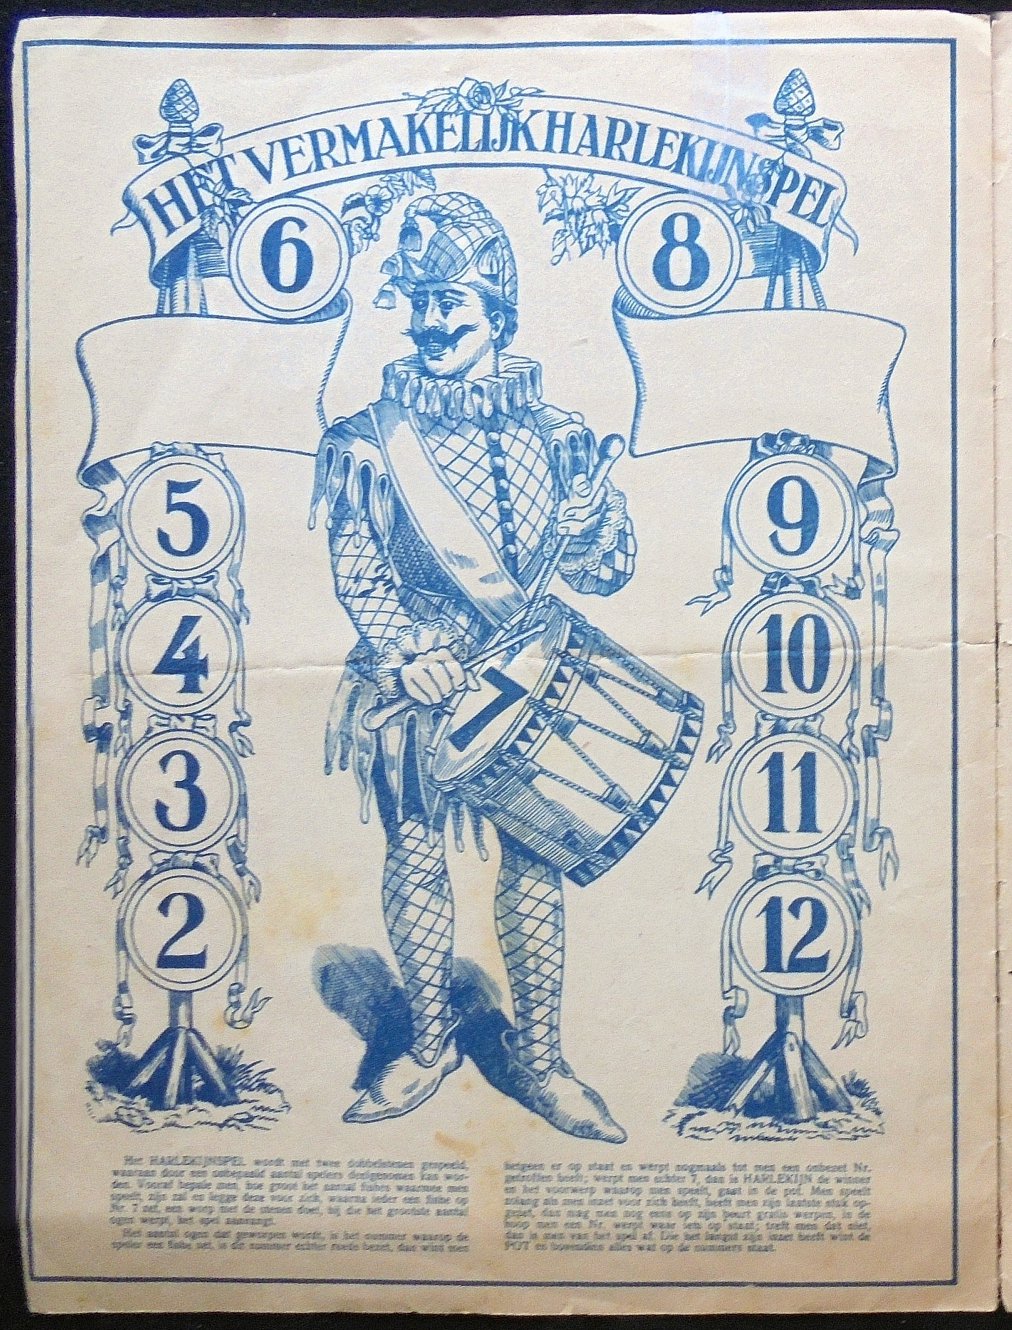 HET VERMAKELIJK HARLEKIJNSPEL
6
8
5
9
4
10
7
3
11
2
12
Het HARLEKIJNSPEL wordt met twee dobbelsteenen gespeeld,
waaraan door een onbepaald aantal spelers deelgenomen kan wor-
den. Vooraf bepale men, hoe groot het aantal fiches waarmee men
speelt, zijn zal en legge deze voor zich, waarna ieder een fiche op
Nr. 7 zet, een worp met de steenen doet, bij die het grootste aantal
ogen werpt, het spel aanvangt.
Het aantal ogen dat geworpen wordt, is het nummer waarop de
speler een fiche zet, is dit nummer echter reeds bezet, dan wint men
hetgeen er op staat en werpt nogmaals tot men een onbezet Nr.
getroffen heeft; werpt men echter 7, dan is HARLEKIJN de winner
en het voorwerp waarop men speelt, gaat in de pot. Men speelt
zolang als men inzet voor zich heeft, heeft men zijn laatste stuk op-
gezet, dan mag men nog eens op zijn beurt gratis werpen, in de
hoop men een Nr. werpt waar iets op staat; treft men dat niet,
dan is men van het spel af. Die het langst zijn inzet heeft wint de
POT en bovendien alles wat op de nummers staat.